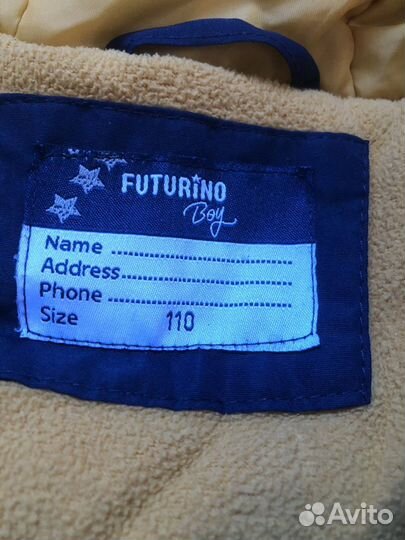 FUTURiNO
Boy
Name ........................
Address ........................
Phone ........................
Size 110
Avito